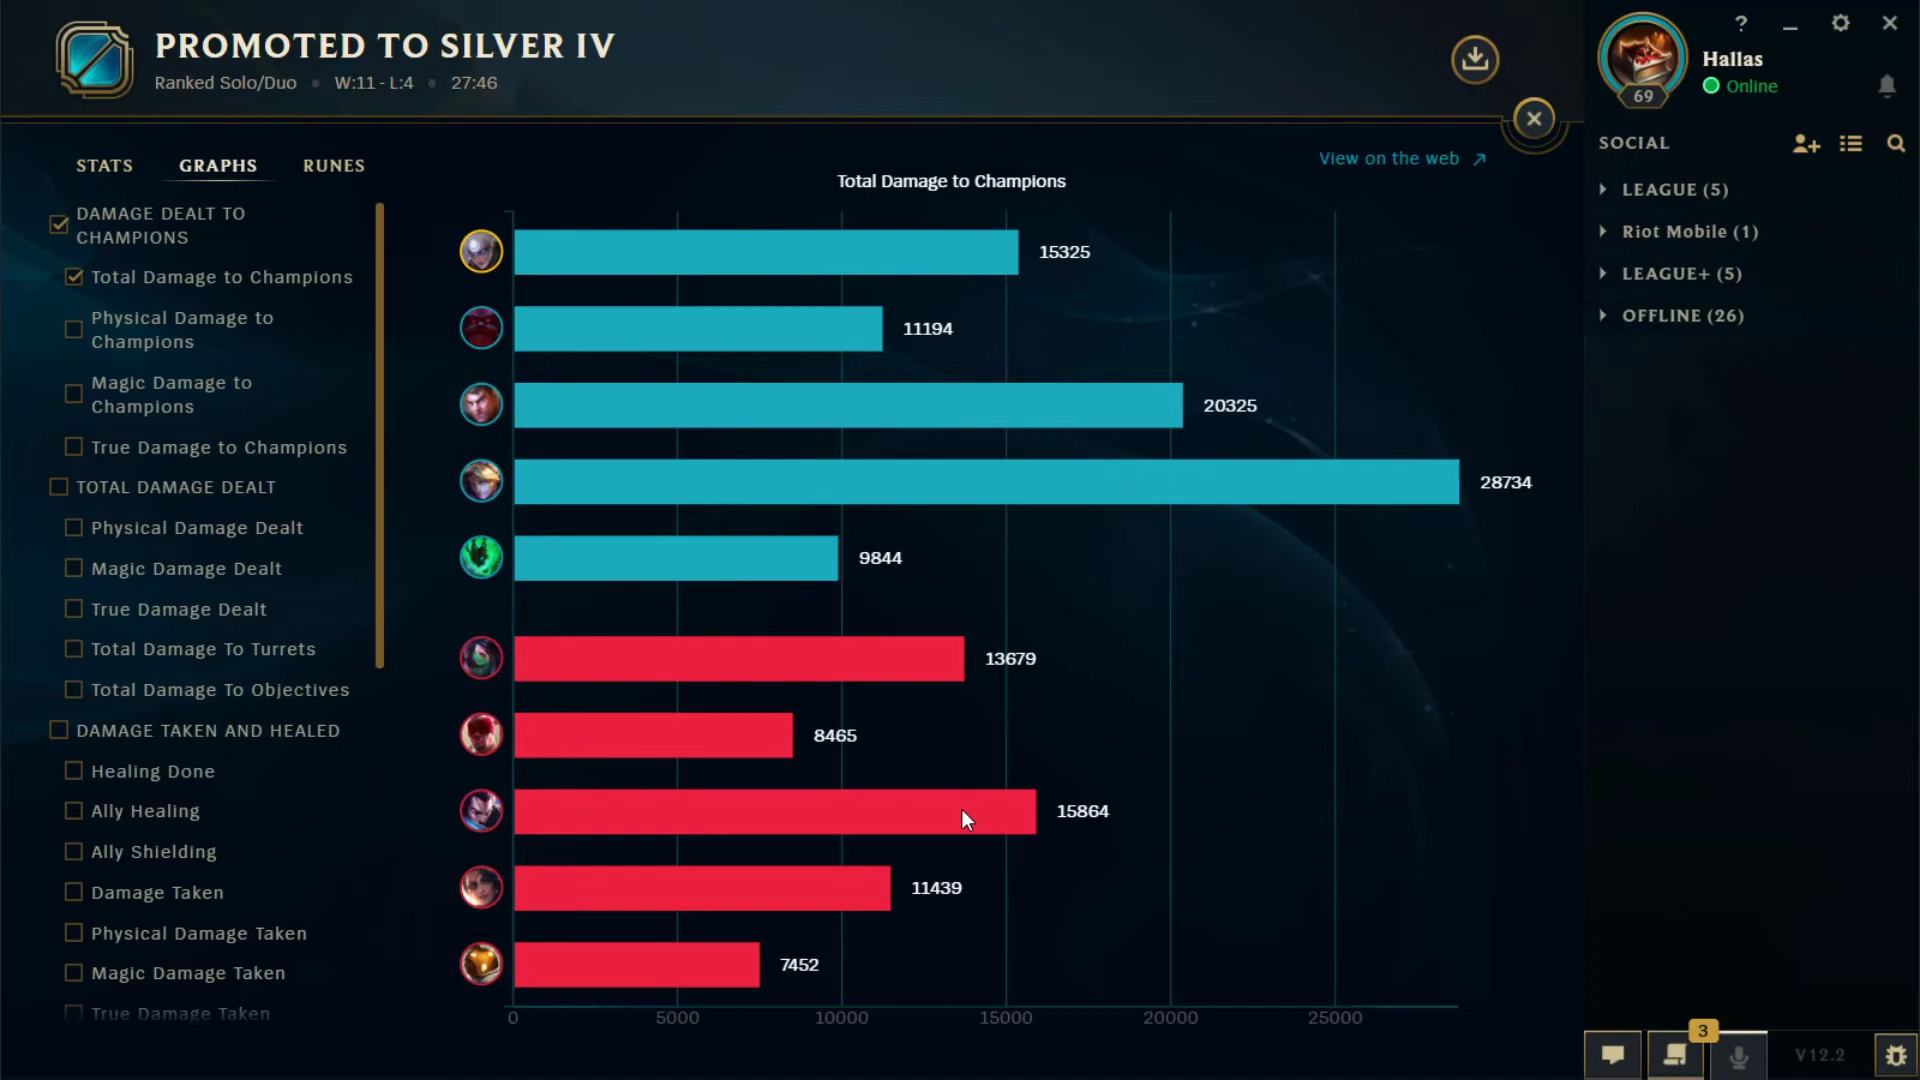 PROMOTED TO SILVER IV
Ranked Solo/Duo • W:11 - L:4 • 27:46
?
Hallas
Online
69
SOCIAL
LEAGUE (5)
Riot Mobile (1)
LEAGUE+ (5)
OFFLINE (26)
STATS GRAPHS RUNES
View on the web
DAMAGE DEALT TO
CHAMPIONS
Total Damage to Champions
Physical Damage to
Champions
Magic Damage to
Champions
True Damage to Champions
TOTAL DAMAGE DEALT
Physical Damage Dealt
Magic Damage Dealt
True Damage Dealt
Total Damage To Turrets
Total Damage To Objectives
DAMAGE TAKEN AND HEALED
Healing Done
Ally Healing
Ally Shielding
Damage Taken
Physical Damage Taken
Magic Damage Taken
True Damage Taken
Total Damage to Champions
15325
11194
20325
28734
9844
13679
8465
15864
11439
7452
0 5000 10000 15000 20000 25000
3
V12.2